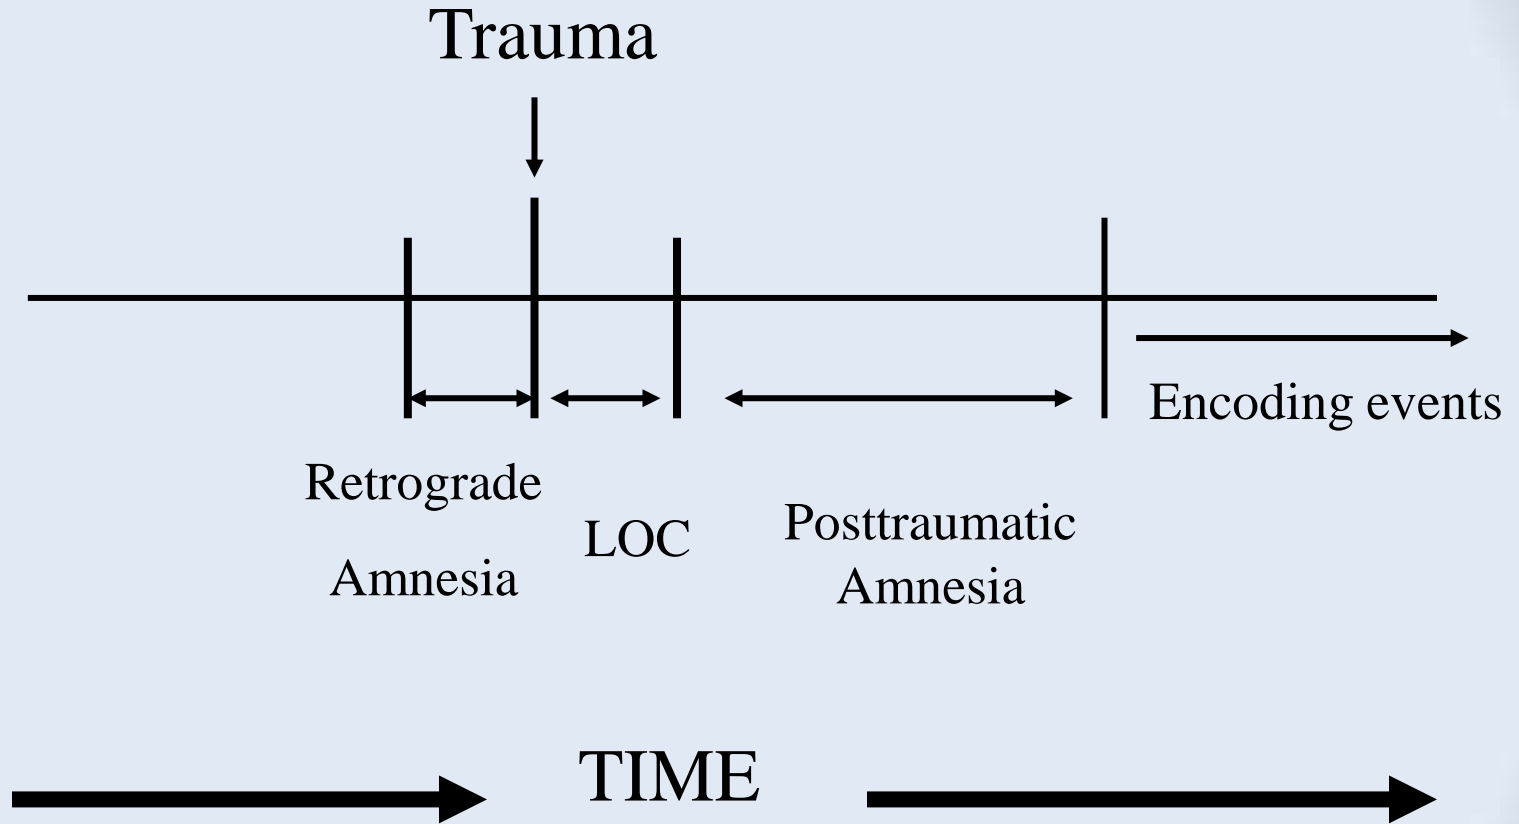 Trauma
Encoding events
Retrograde
Amnesia
LOC
Posttraumatic
Amnesia
TIME